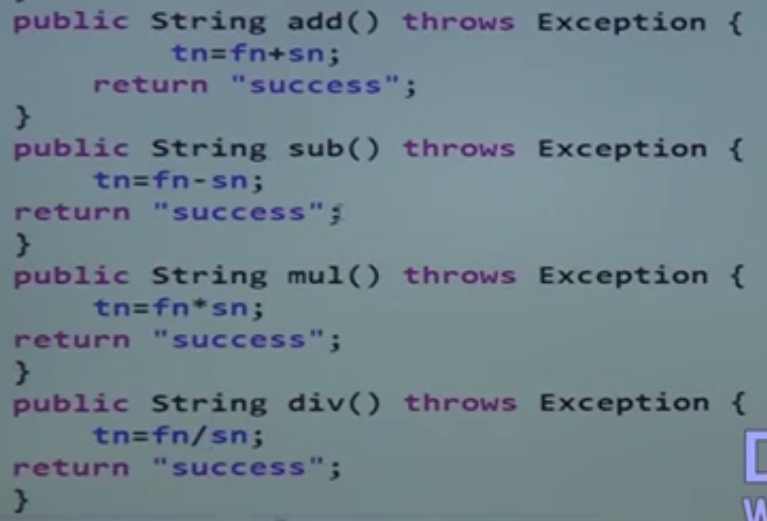 public String add() throws Exception {
tn=fn+sn;
return "success";
}
public String sub() throws Exception {
tn=fn-sn;
return "success";
}
public String mul() throws Exception {
tn=fn*sn;
return "success";
}
public String div() throws Exception {
tn=fn/sn;
return "success";
}